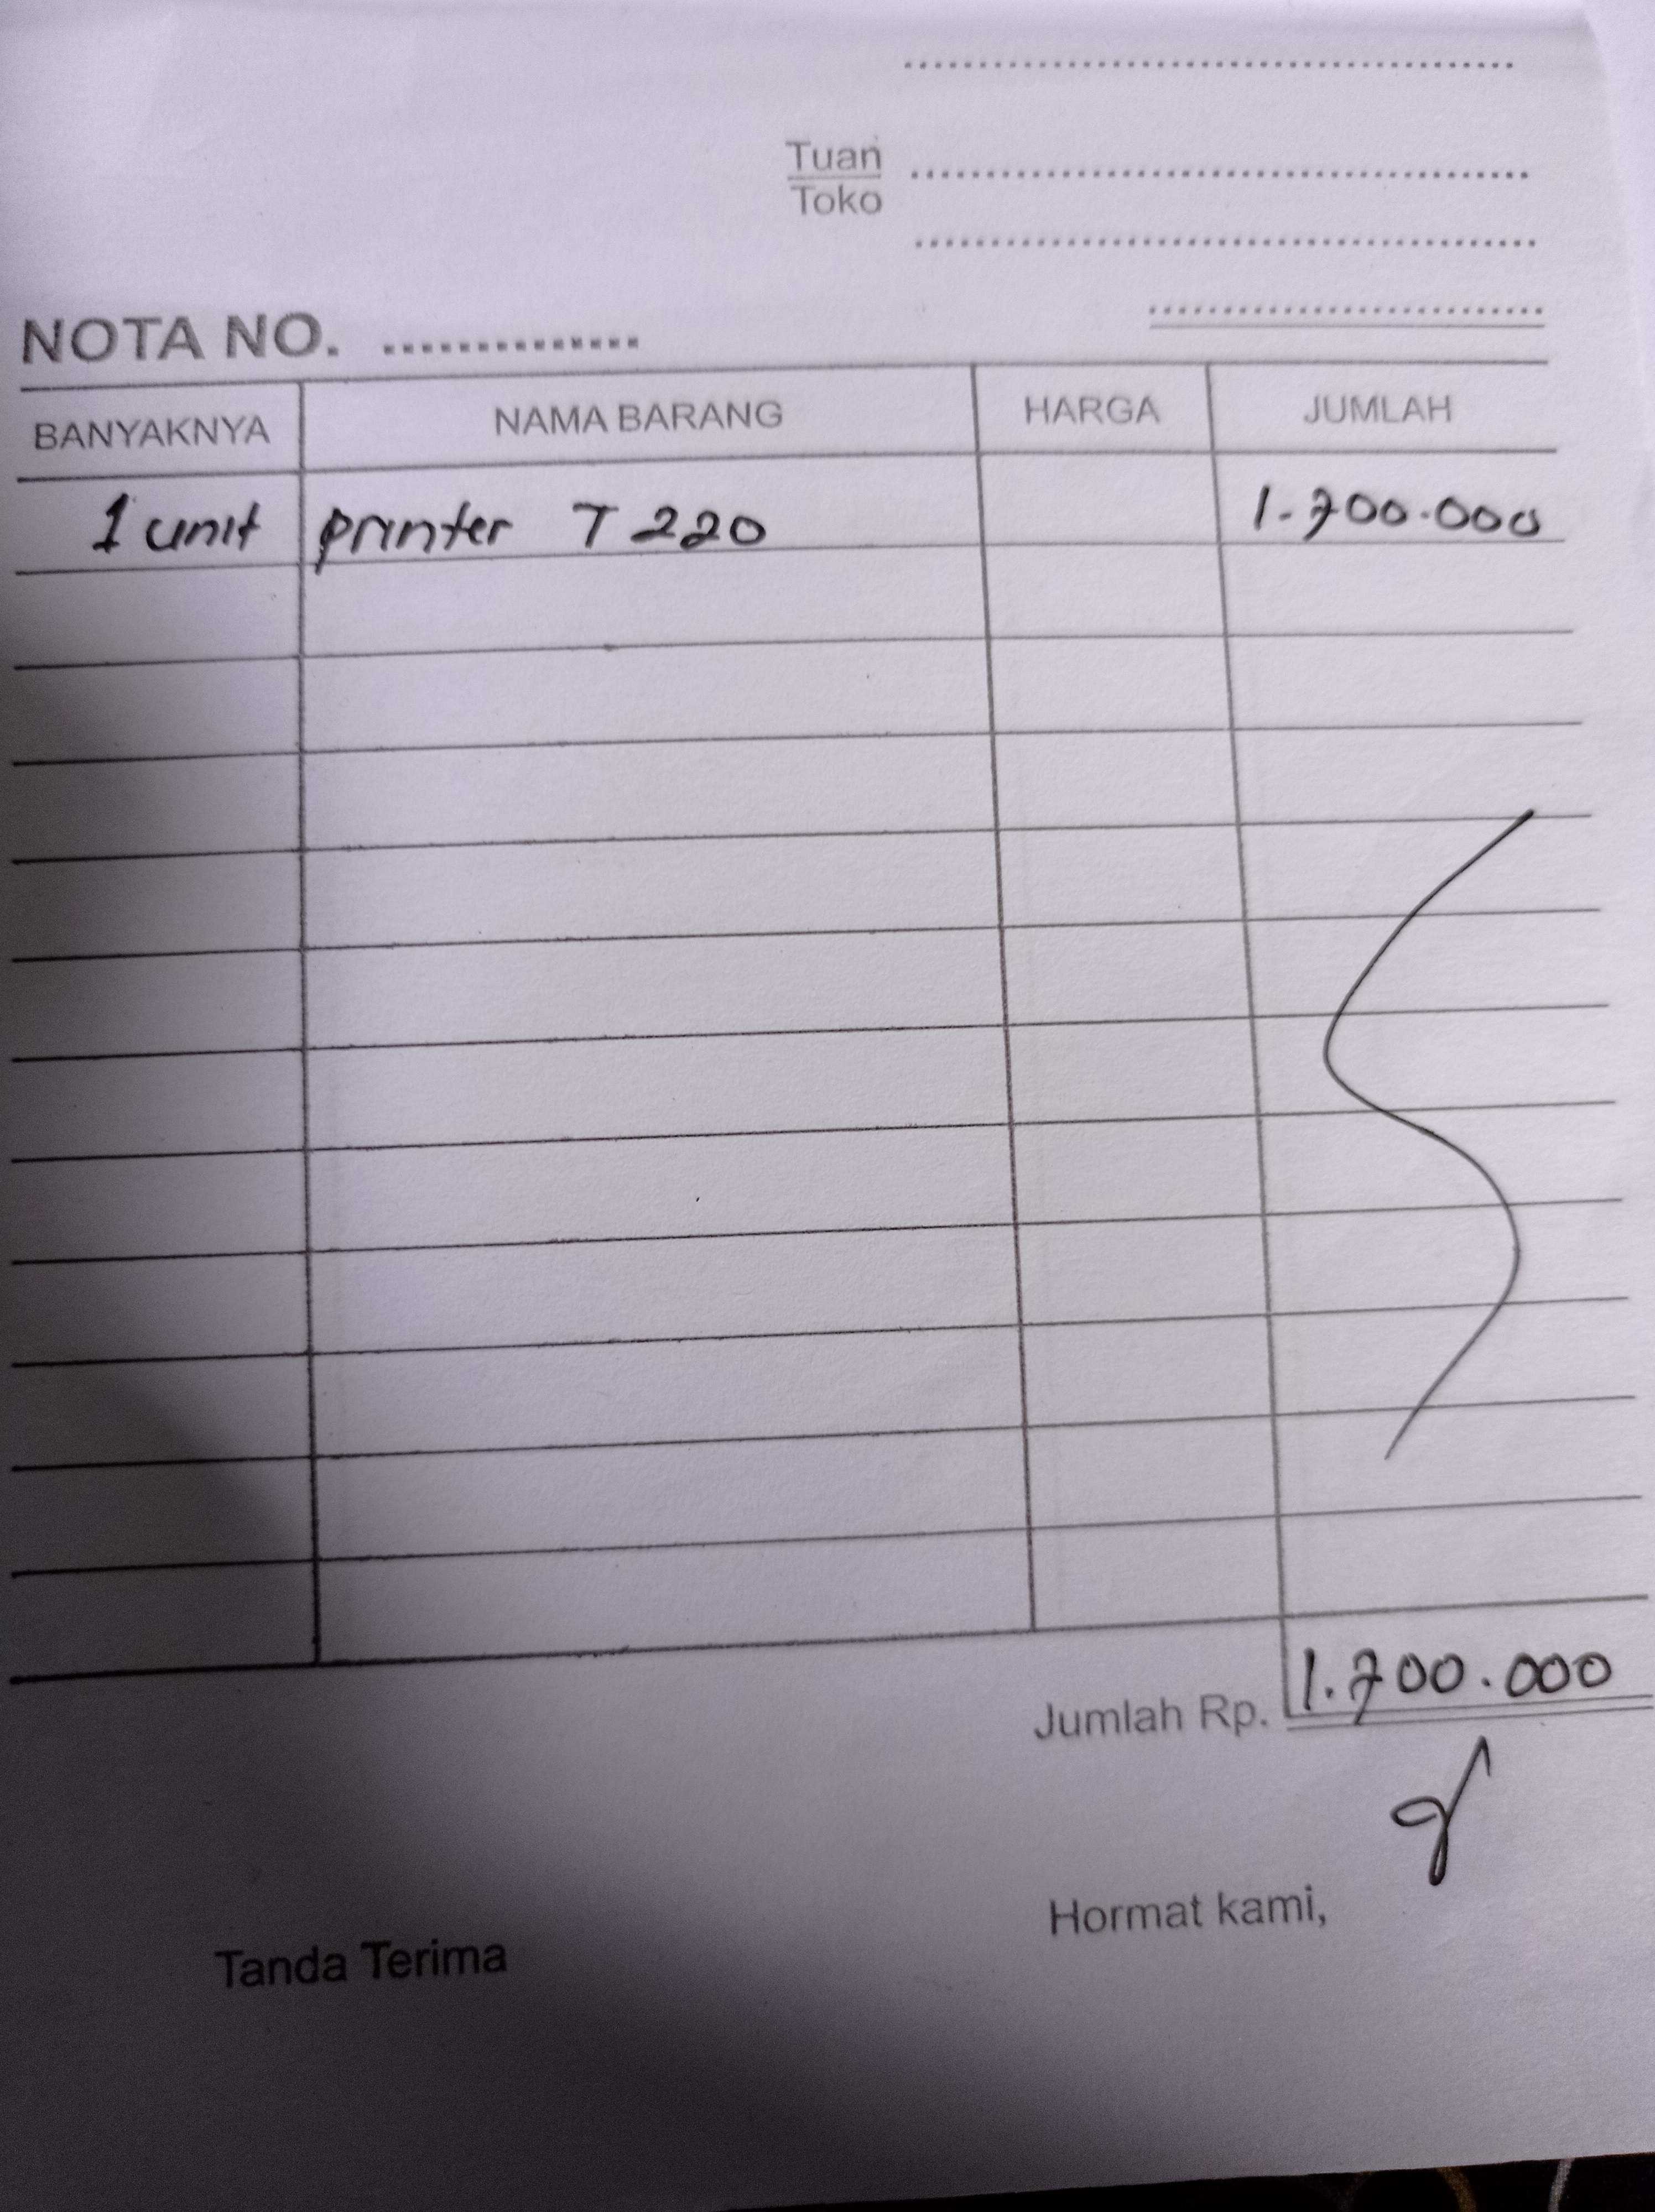 Tuan
Toko
NOTA NO.
BANYAKNYA NAMA BARANG HARGA JUMLAH
1 unit printer T 220 1.700.000
Jumlah Rp. 1.700.000
Hormat kami,
Tanda Terima